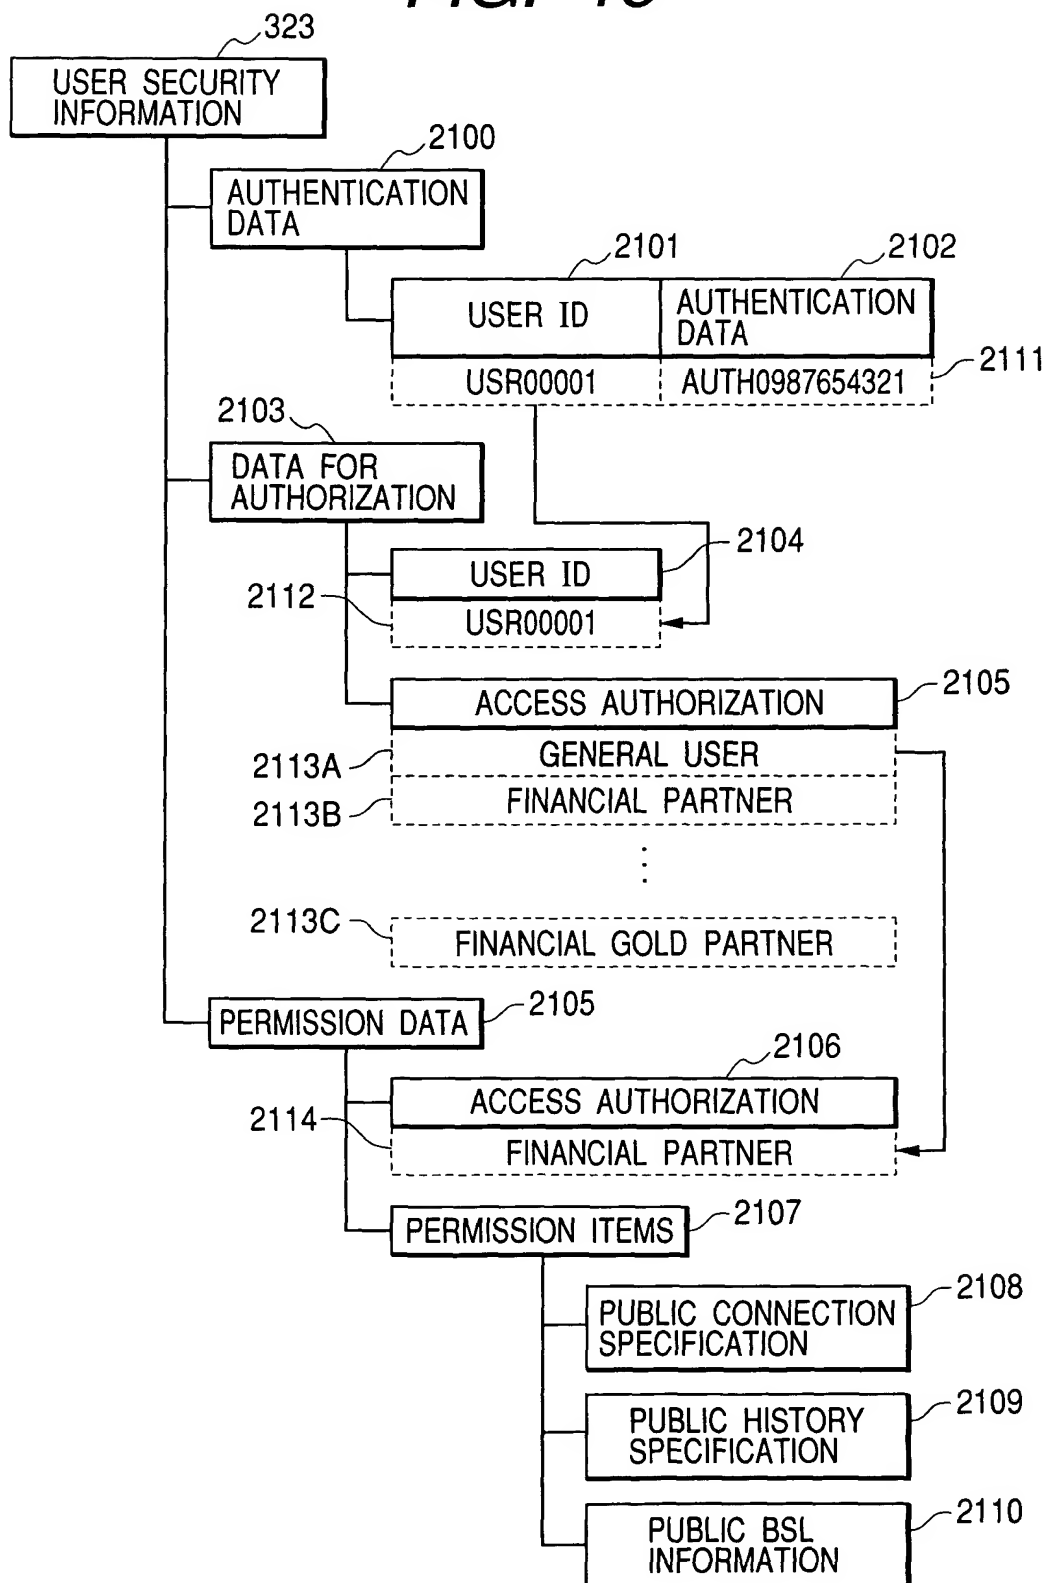 323
USER SECURITY
INFORMATION
2100
AUTHENTICATION
DATA
2101
2102
USER ID
AUTHENTICATION
DATA
USR00001
AUTH0987654321
2111
2103
DATA FOR
AUTHORIZATION
2104
USER ID
2112
USR00001
2105
ACCESS AUTHORIZATION
2113A
GENERAL USER
2113B
FINANCIAL PARTNER
2113C
FINANCIAL GOLD PARTNER
PERMISSION DATA
2105
2106
ACCESS AUTHORIZATION
2114
FINANCIAL PARTNER
2107
PERMISSION ITEMS
2108
PUBLIC CONNECTION
SPECIFICATION
2109
PUBLIC HISTORY
SPECIFICATION
2110
PUBLIC BSL
INFORMATION